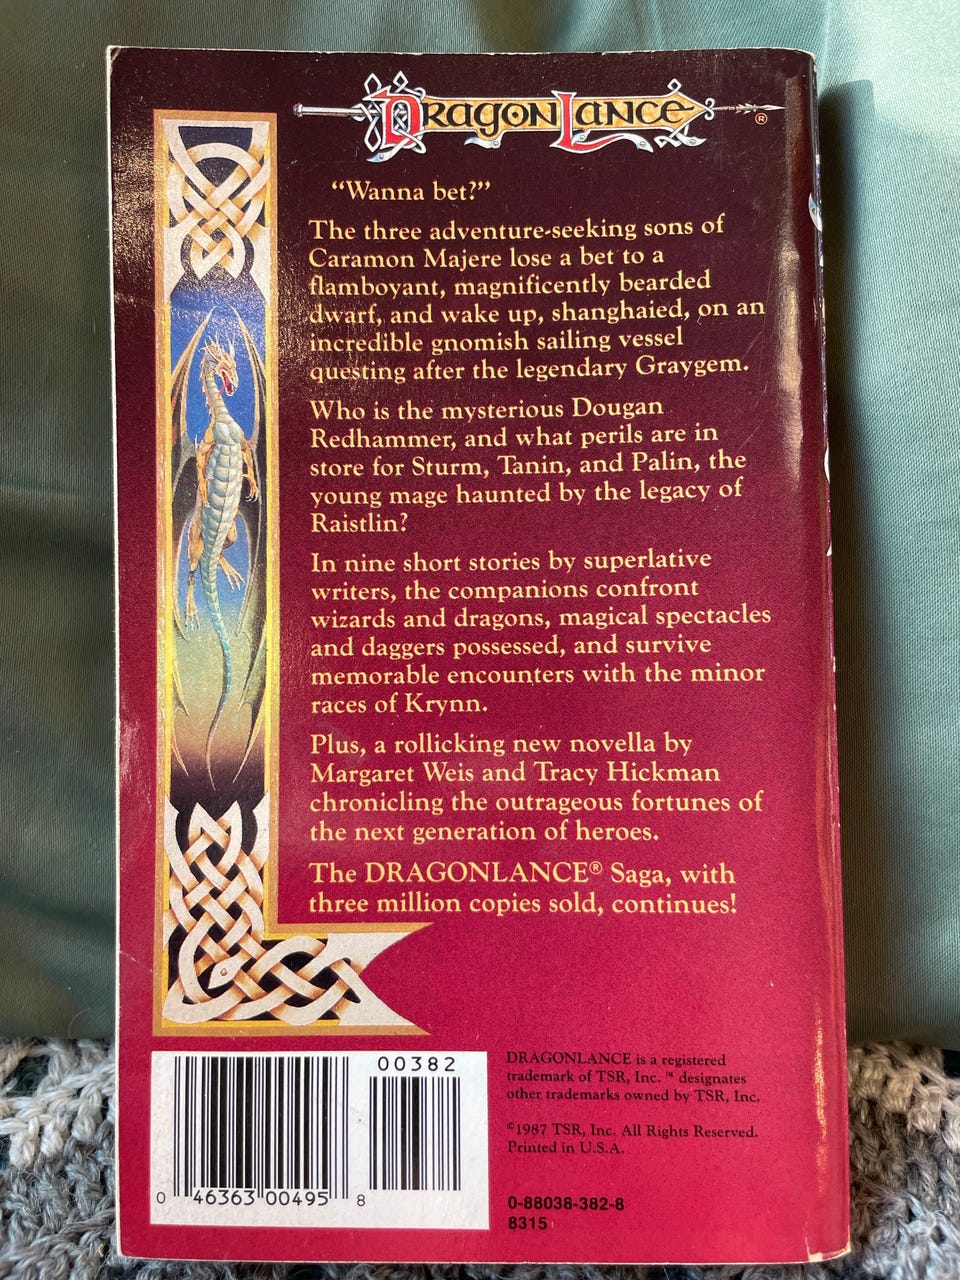 DRAGONLANCE®
“Wanna bet?”
The three adventure-seeking sons of
Caramon Majere lose a bet to a
flamboyant, magnificently bearded
dwarf, and wake up, shanghaied, on an
incredible gnomish sailing vessel
questing after the legendary Graygem.
Who is the mysterious Dougan
Redhammer, and what perils are in
store for Sturm, Tanin, and Palin, the
young mage haunted by the legacy of
Raistlin?
In nine short stories by superlative
writers, the companions confront
wizards and dragons, magical spectacles
and daggers possessed, and survive
memorable encounters with the minor
races of Krynn.
Plus, a rollicking new novella by
Margaret Weis and Tracy Hickman
chronicling the outrageous fortunes of
the next generation of heroes.
The DRAGONLANCE® Saga, with
three million copies sold, continues!
00382
0 46363 00495 8
DRAGONLANCE is a registered
trademark of TSR, Inc. ™ designates
other trademarks owned by TSR, Inc.
©1987 TSR, Inc. All Rights Reserved.
Printed in U.S.A.
0-88038-382-8
8315